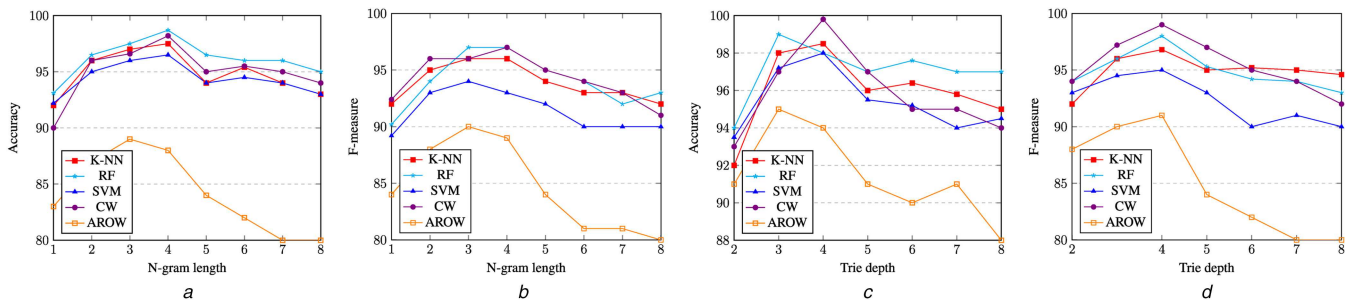 100
95
90
85
80
Accuracy
K-NN
RF
SVM
CW
AROW
1 2 3 4 5 6 7 8
N-gram length
a
100
95
90
85
80
F-measure
K-NN
RF
SVM
CW
AROW
1 2 3 4 5 6 7 8
N-gram length
b
100
98
96
94
92
90
88
Accuracy
K-NN
RF
SVM
CW
AROW
2 3 4 5 6 7 8
Trie depth
c
100
95
90
85
80
F-measure
K-NN
RF
SVM
CW
AROW
2 4 5 6 7 8
Trie depth
d